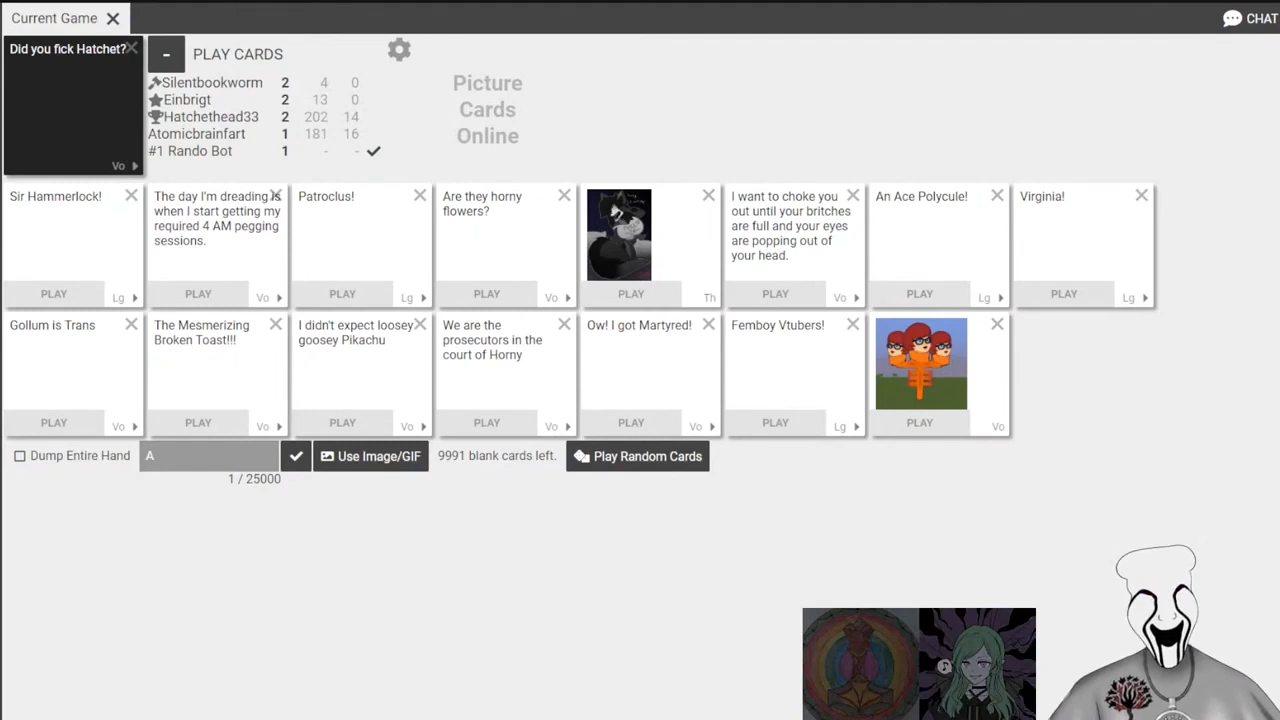 Current Game
CHAT
Did you fick Hatchet?
Vo
-
PLAY CARDS
Silentbookworm 2 4 0
Einbrigt 2 13 0
Hatchethead33 2 202 14
Atomicbrainfart 1 181 16
#1 Rando Bot 1 - -
Picture
Cards
Online
Sir Hammerlock!
PLAY Lg
The day I'm dreading is
when I start getting my
required 4 AM pegging
sessions.
PLAY Vo
Patroclus!
PLAY Lg
Are they horny
flowers?
PLAY Vo
PLAY Th
I want to choke you
out until your britches
are full and your eyes
are popping out of
your head.
PLAY Vo
An Ace Polycule!
PLAY Lg
Virginia!
PLAY Lg
Gollum is Trans
PLAY Vo
The Mesmerizing
Broken Toast!!!
PLAY Vo
I didn't expect loosey
goosey Pikachu
PLAY Vo
We are the
prosecutors in the
court of Horny
PLAY Vo
Ow! I got Martyred!
PLAY Vo
Femboy Vtubers!
PLAY Lg
PLAY Vo
Dump Entire Hand
A
Use Image/GIF
9991 blank cards left.
Play Random Cards
1 / 25000